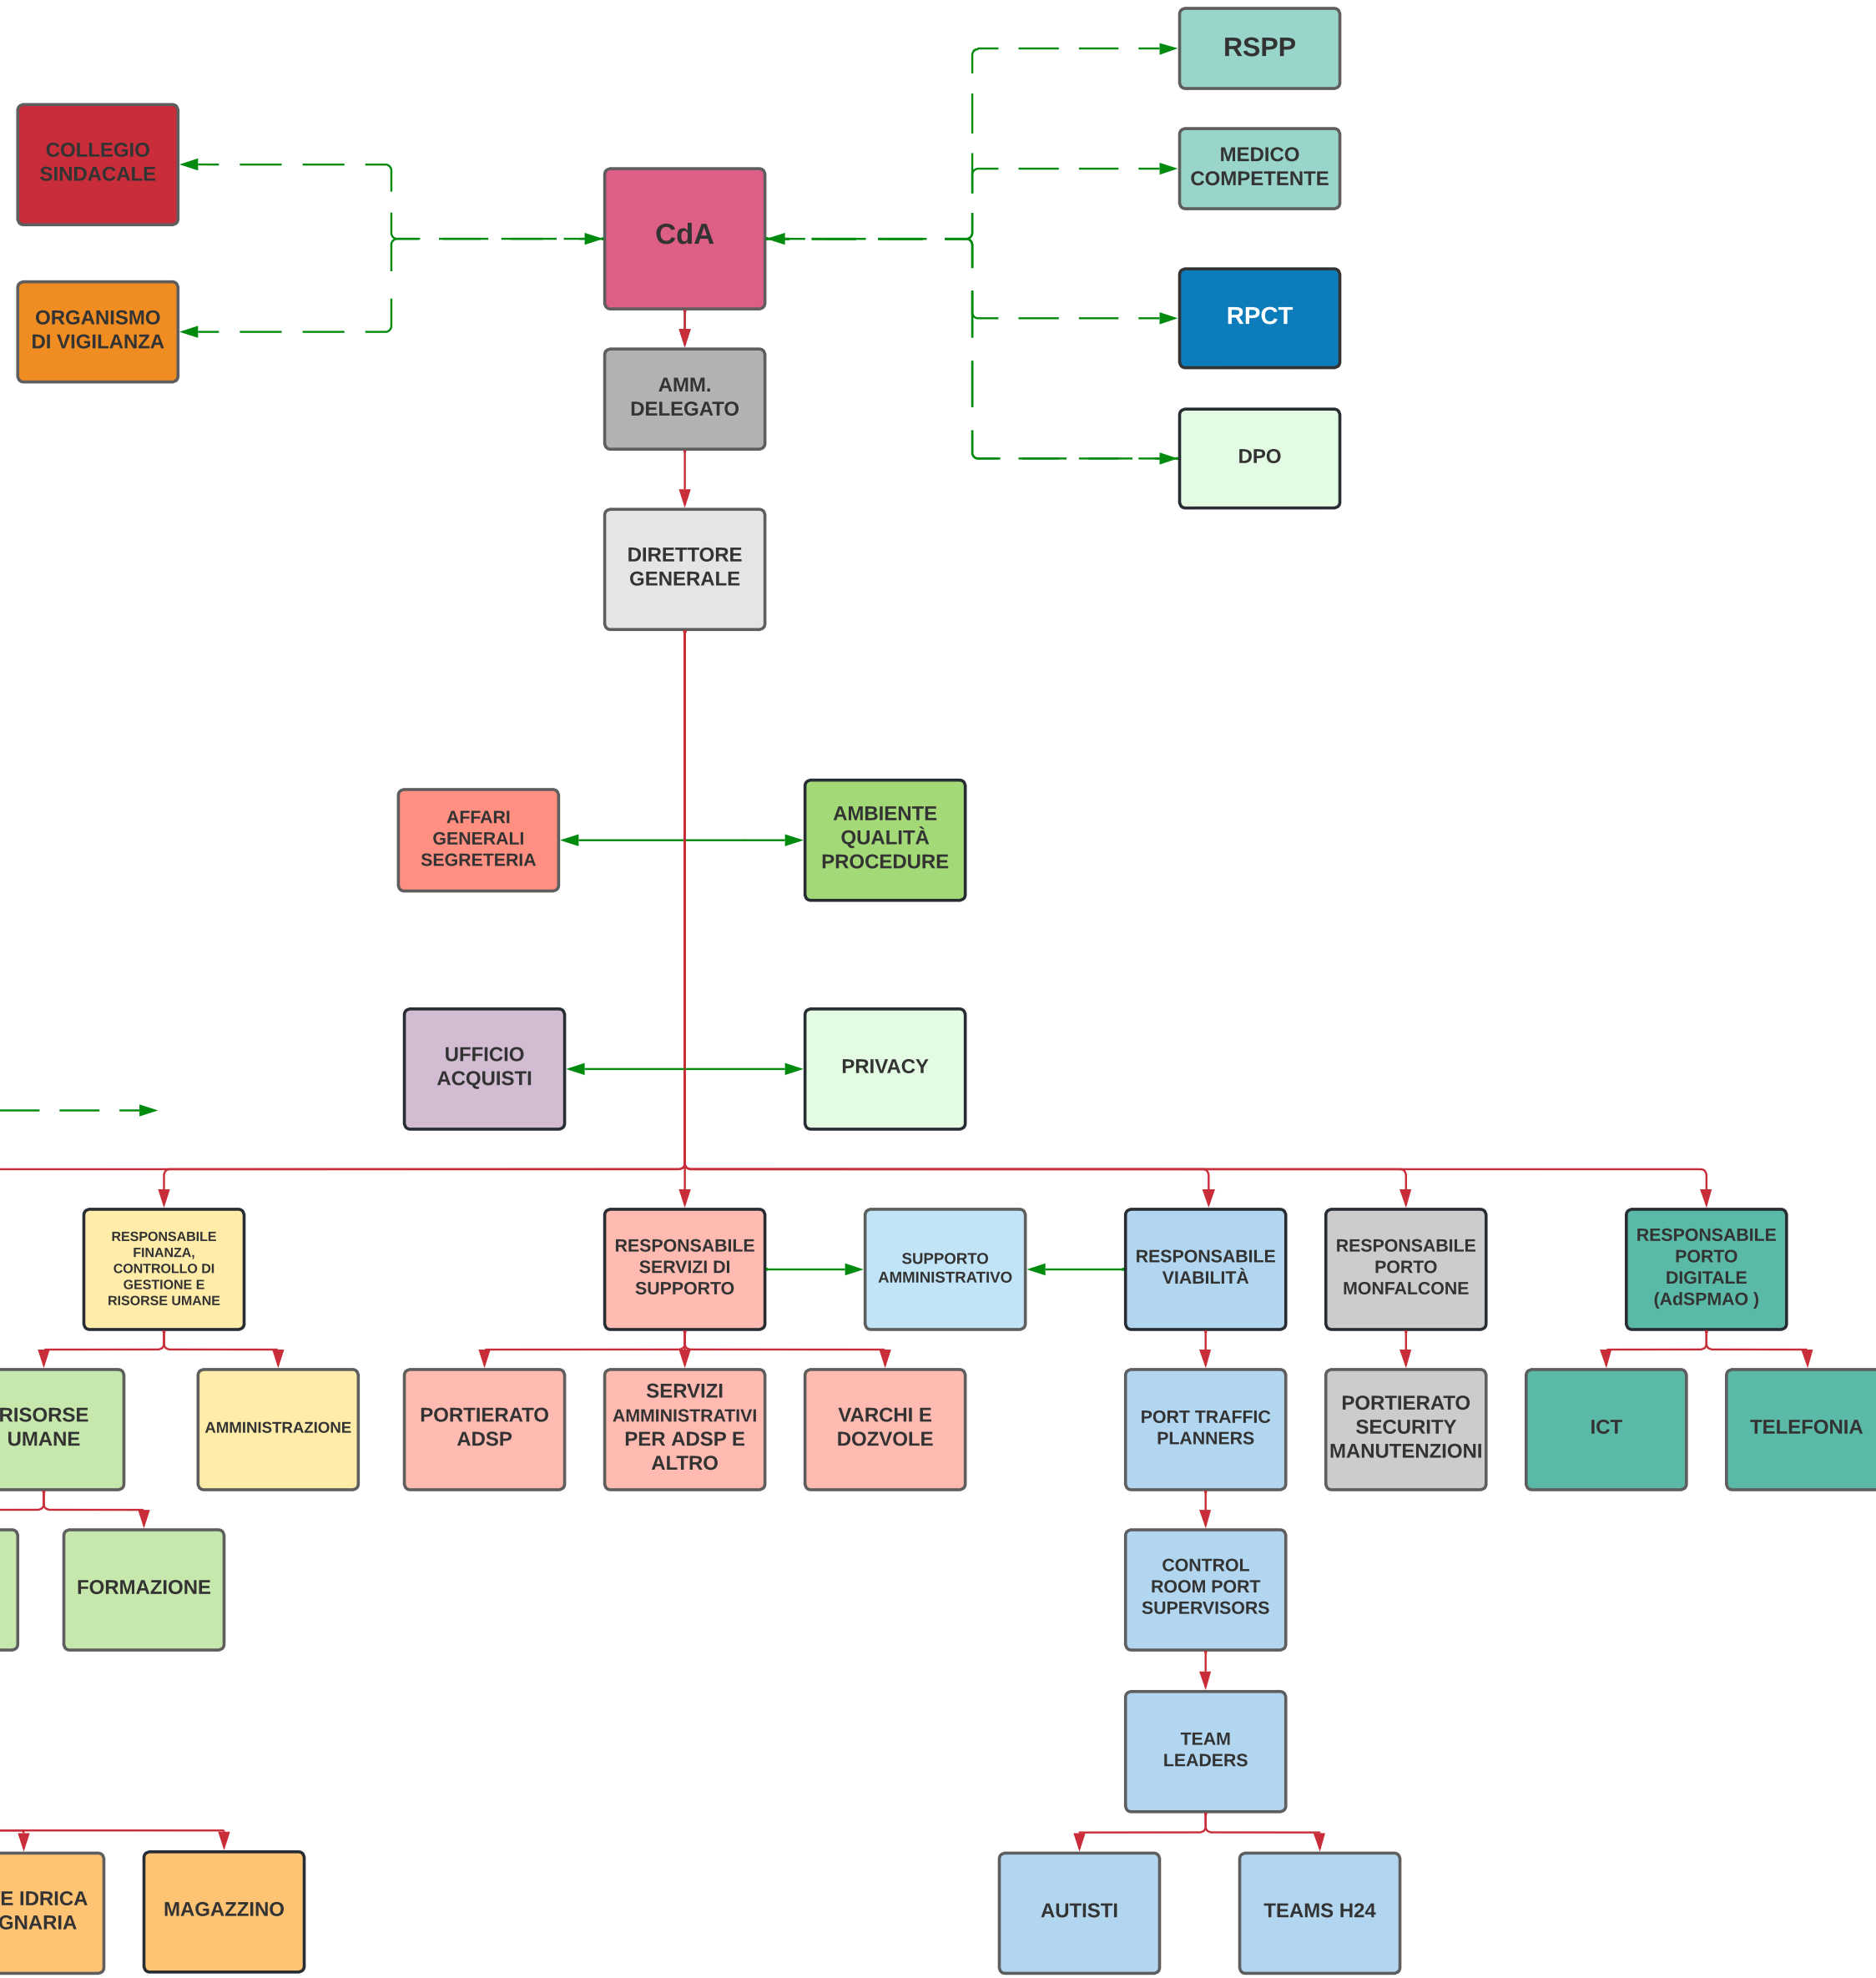 RSPP
COLLEGIO
SINDACALE
MEDICO
COMPETENTE
CdA
ORGANISMO
DI VIGILANZA
RPCT
AMM.
DELEGATO
DPO
DIRETTORE
GENERALE
AFFARI
GENERALI
SEGRETERIA
AMBIENTE
QUALITÀ
PROCEDURE
UFFICIO
ACQUISTI
PRIVACY
RESPONSABILE
FINANZA,
CONTROLLO DI
GESTIONE E
RISORSE UMANE
RESPONSABILE
SERVIZI DI
SUPPORTO
SUPPORTO
AMMINISTRATIVO
RESPONSABILE
VIABILITÀ
RESPONSABILE
PORTO
MONFALCONE
RESPONSABILE
PORTO
DIGITALE
(AdSPMAO )
RISORSE
UMANE
AMMINISTRAZIONE
PORTIERATO
ADSP
SERVIZI
AMMINISTRATIVI
PER ADSP E
ALTRO
VARCHI E
DOZVOLE
PORT TRAFFIC
PLANNERS
PORTIERATO
SECURITY
MANUTENZIONI
ICT
TELEFONIA
FORMAZIONE
CONTROL
ROOM PORT
SUPERVISORS
TEAM
LEADERS
E IDRICA
GNARIA
MAGAZZINO
AUTISTI
TEAMS H24